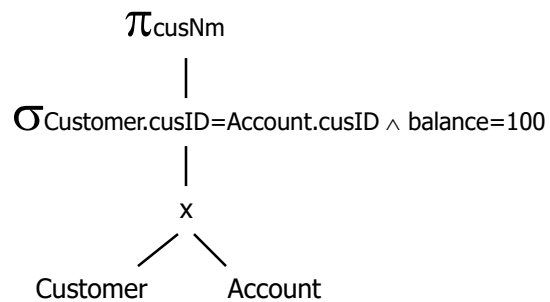 πcusNm
σCustomer.cusID=Account.cusID ∧ balance=100
x
Customer Account